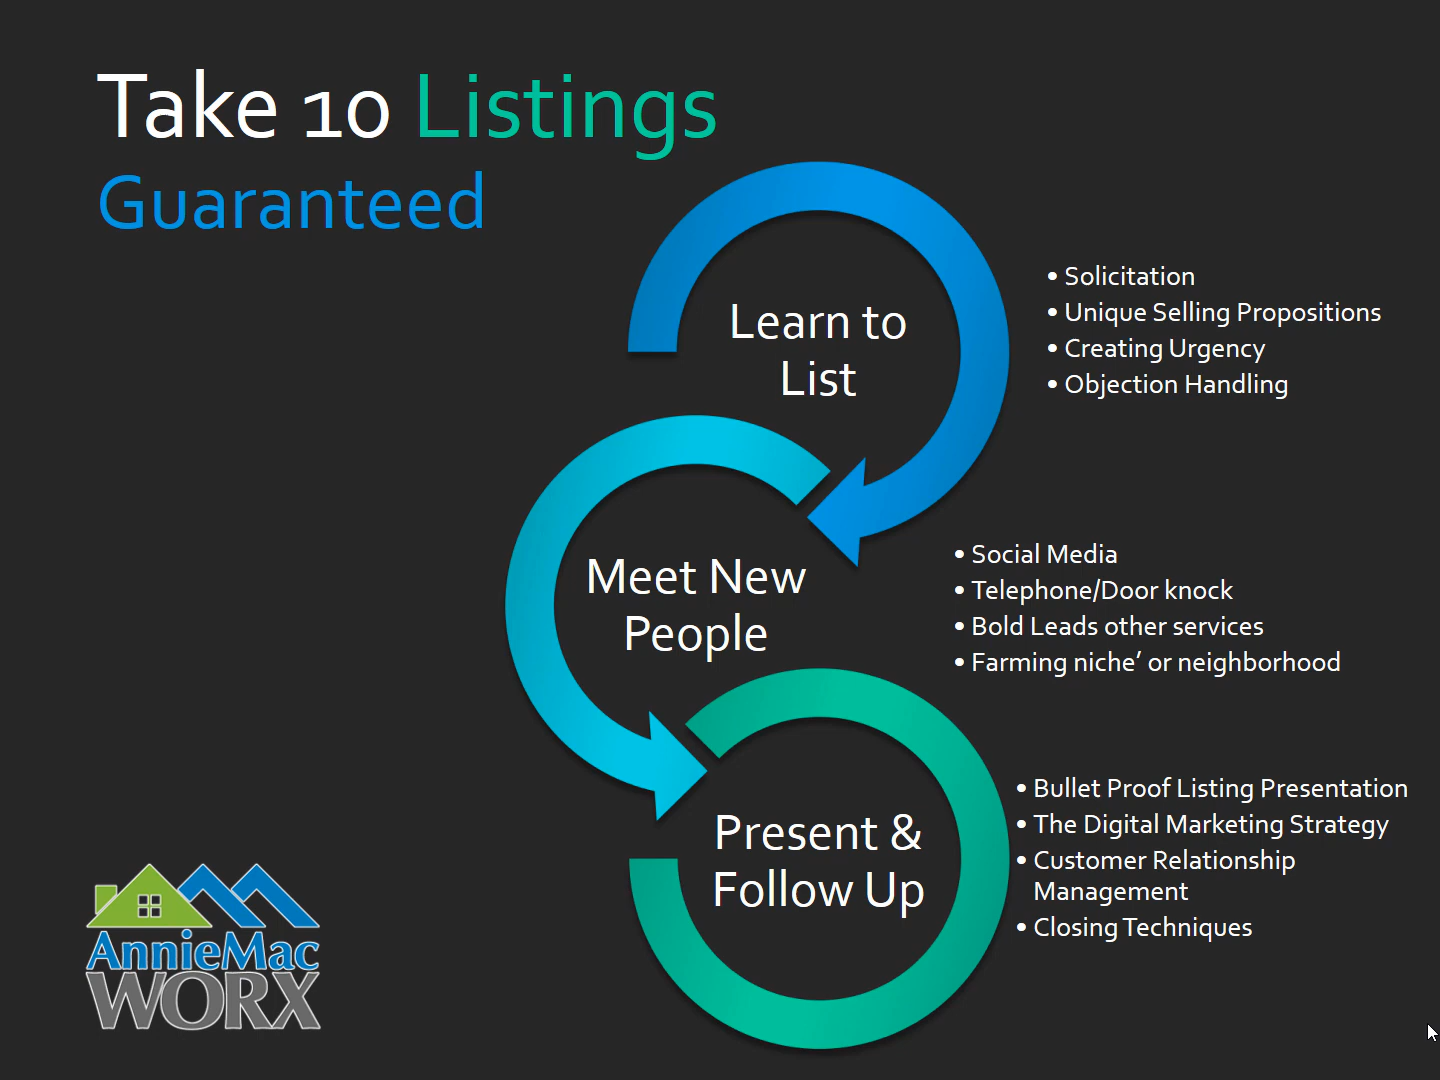 Take 10 Listings
Guaranteed
Learn to
List
• Solicitation
• Unique Selling Propositions
• Creating Urgency
• Objection Handling
Meet New
People
• Social Media
• Telephone/Door knock
• Bold Leads other services
• Farming niche’ or neighborhood
Present &
Follow Up
• Bullet Proof Listing Presentation
• The Digital Marketing Strategy
• Customer Relationship
Management
• Closing Techniques
AnnieMac
WORX